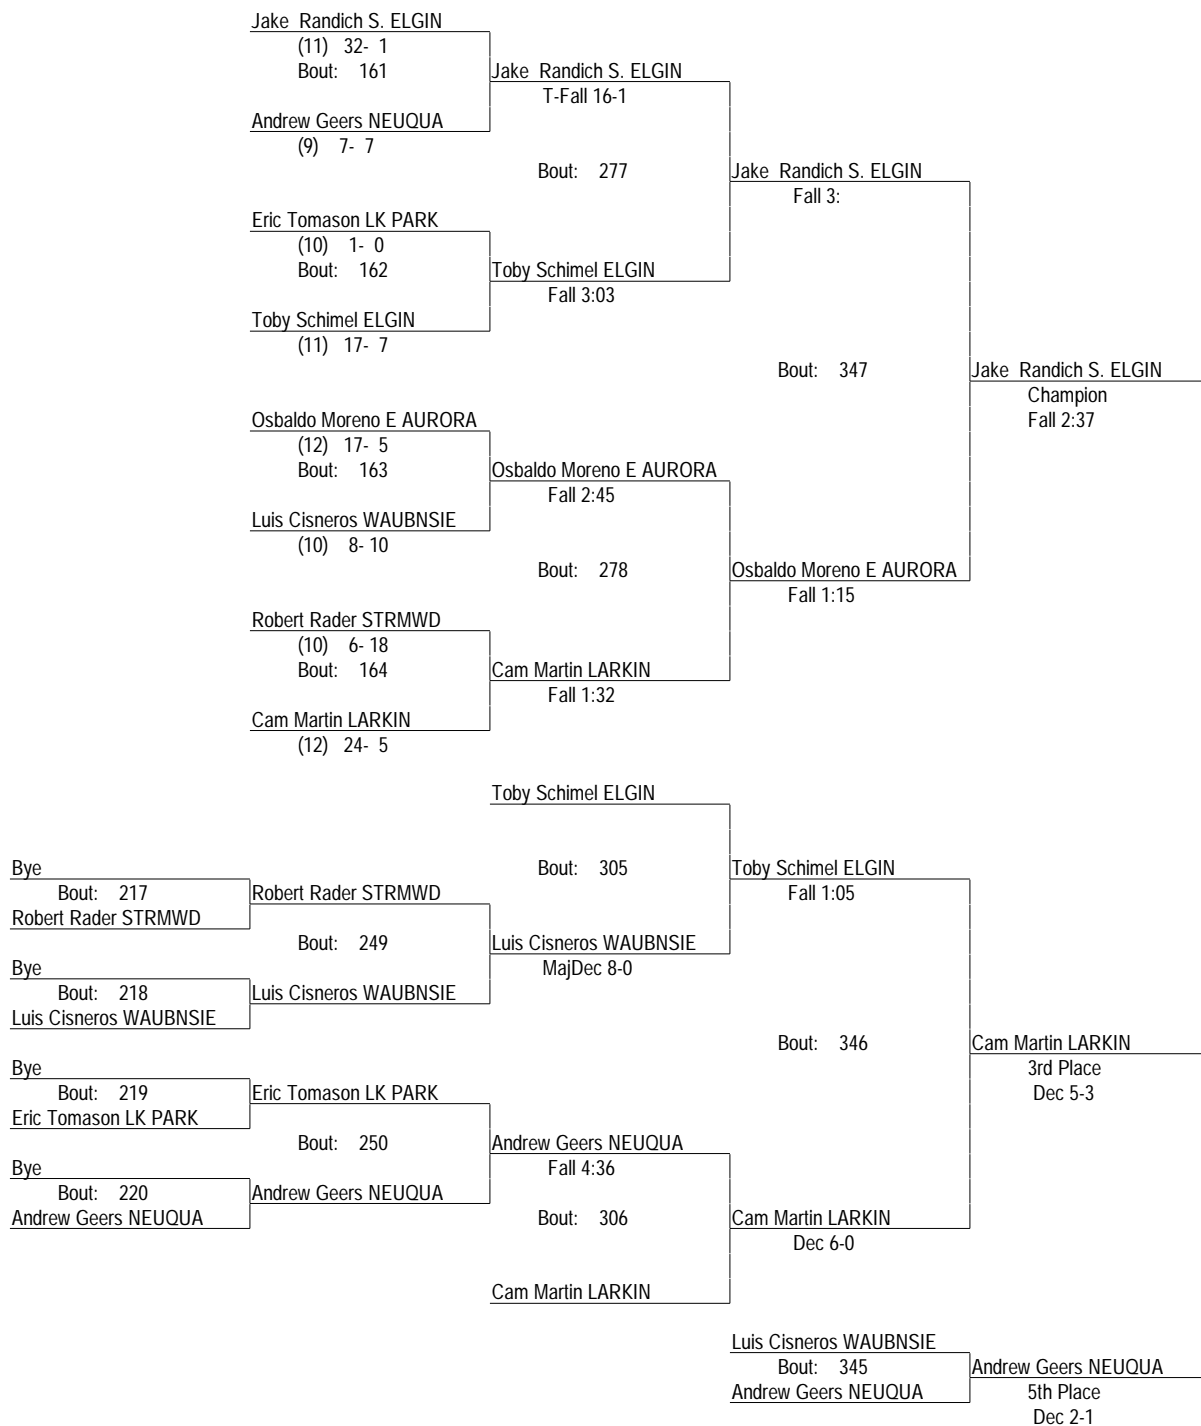 Jake  Randich S. ELGIN
(11)   32-  1
Bout:   161
Jake  Randich S. ELGIN
T-Fall 16-1
Andrew Geers NEUQUA
(9)   7-  7
Bout:   277
Jake  Randich S. ELGIN
Fall 3:
Eric Tomason LK PARK
(10)   1-  0
Bout:   162
Toby Schimel ELGIN
Fall 3:03
Toby Schimel ELGIN
(11)   17-  7
Bout:   347
Jake  Randich S. ELGIN
Champion
Fall 2:37
Osbaldo Moreno E AURORA
(12)   17-  5
Bout:   163
Osbaldo Moreno E AURORA
Fall 2:45
Luis Cisneros WAUBNSIE
(10)   8- 10
Bout:   278
Osbaldo Moreno E AURORA
Fall 1:15
Robert Rader STRMWD
(10)   6- 18
Bout:   164
Cam Martin LARKIN
Fall 1:32
Cam Martin LARKIN
(12)   24-  5
Toby Schimel ELGIN
Bout:   305
Toby Schimel ELGIN
Fall 1:05
Bye
Bout:   217
Robert Rader STRMWD
Robert Rader STRMWD
Bout:   249
Luis Cisneros WAUBNSIE
MajDec 8-0
Bye
Bout:   218
Luis Cisneros WAUBNSIE
Luis Cisneros WAUBNSIE
Bout:   346
Cam Martin LARKIN
3rd Place
Dec 5-3
Bye
Bout:   219
Eric Tomason LK PARK
Eric Tomason LK PARK
Bout:   250
Andrew Geers NEUQUA
Fall 4:36
Bye
Bout:   220
Andrew Geers NEUQUA
Andrew Geers NEUQUA
Bout:   306
Cam Martin LARKIN
Dec 6-0
Cam Martin LARKIN
Luis Cisneros WAUBNSIE
Bout:   345
Andrew Geers NEUQUA
Andrew Geers NEUQUA
5th Place
Dec 2-1